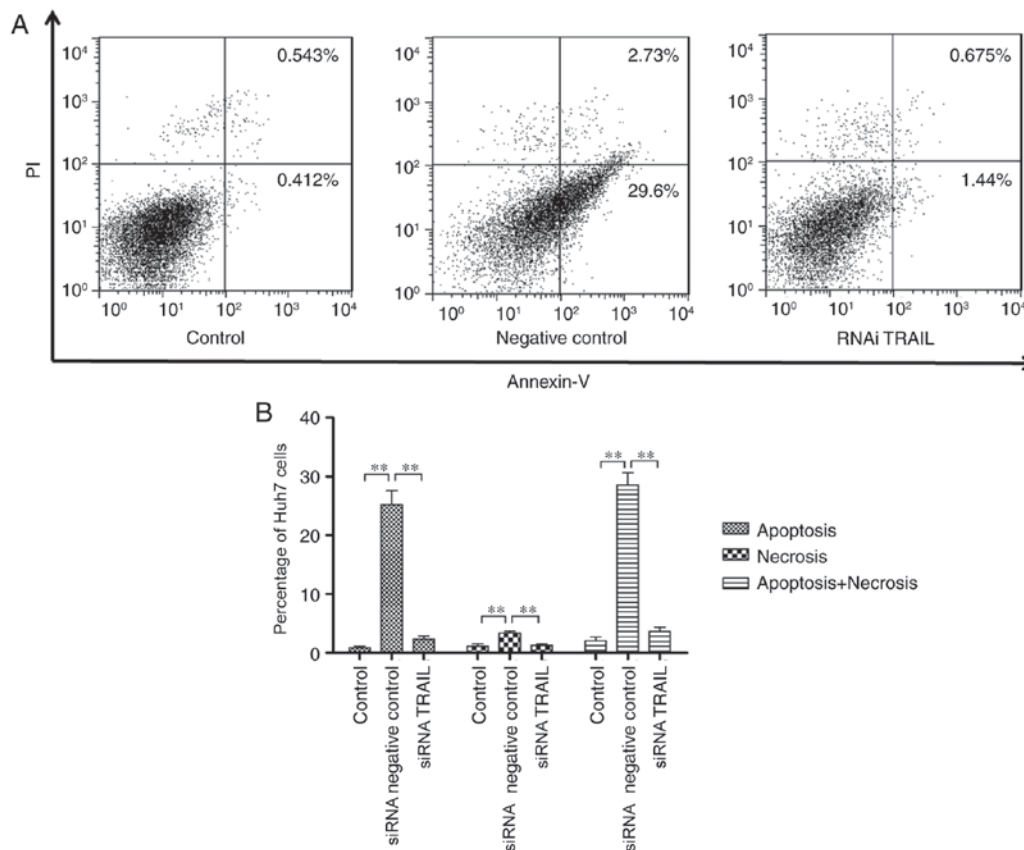 A
PI
10⁴
10³
10²
10¹
10⁰
0.543%
0.412%
10⁰ 10¹ 10² 10³ 10⁴
Control
10⁴
10³
10²
10¹
10⁰
2.73%
29.6%
10⁰ 10¹ 10² 10³ 10⁴
Negative control
10⁴
10³
10²
10¹
10⁰
0.675%
1.44%
10⁰ 10¹ 10² 10³ 10⁴
RNAi TRAIL
Annexin-V
B
Percentage of Huh7 cells
40
30
20
10
0
** **
** **
** **
Control
siRNA negative control
siRNA TRAIL
Control
siRNA negative control
siRNA TRAIL
Control
siRNA negative control
siRNA TRAIL
Apoptosis
Necrosis
Apoptosis+Necrosis